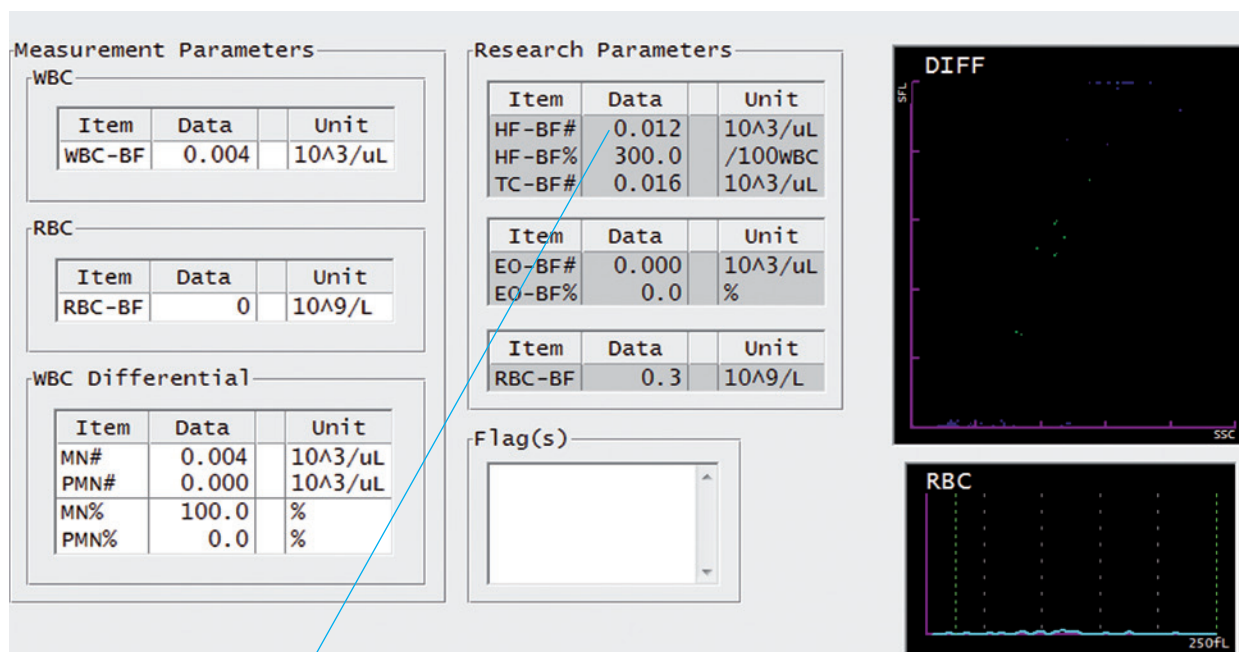 Measurement Parameters
WBC
Item Data Unit
WBC-BF 0.004 10^3/uL
RBC
Item Data Unit
RBC-BF 0 10^9/L
WBC Differential
Item Data Unit
MN# 0.004 10^3/uL
PMN# 0.000 10^3/uL
MN% 100.0 %
PMN% 0.0 %
Research Parameters
Item Data Unit
HF-BF# 0.012 10^3/uL
HF-BF% 300.0 /100WBC
TC-BF# 0.016 10^3/uL
Item Data Unit
EO-BF# 0.000 10^3/uL
EO-BF% 0.0 %
Item Data Unit
RBC-BF 0.3 10^9/L
Flag(s)
DIFF
SFL
SSC
RBC
250fL